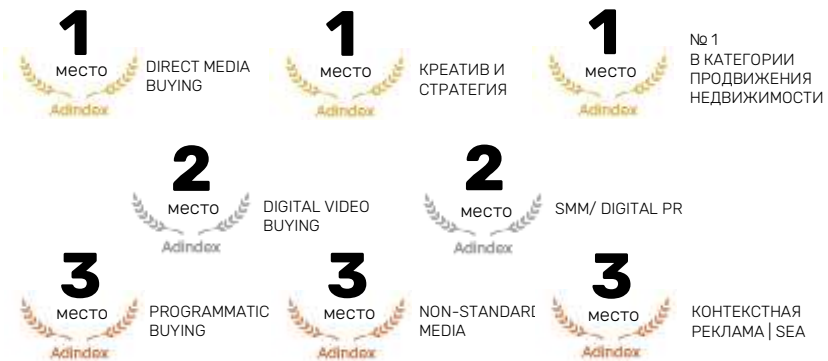 1
место
Adindex
DIRECT MEDIA
BUYING
1
место
Adindex
КРЕАТИВ И
СТРАТЕГИЯ
1
место
Adindex
№ 1
В КАТЕГОРИИ
ПРОДВИЖЕНИЯ
НЕДВИЖИМОСТИ
2
место
Adindex
DIGITAL VIDEO
BUYING
2
место
Adindex
SMM/ DIGITAL PR
3
место
Adindex
PROGRAMMATIC
BUYING
3
место
Adindex
NON-STANDARD
MEDIA
3
место
Adindex
КОНТЕКСТНАЯ
РЕКЛАМА | SEA